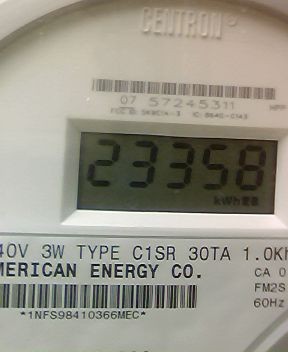 CENTRON
07 57245311
23358
kWh
40V 3W TYPE C1SR 30TA 1.0Kh
MERICAN ENERGY CO.
CA 0
FM2S
60Hz
*1NFS98410366MEC*